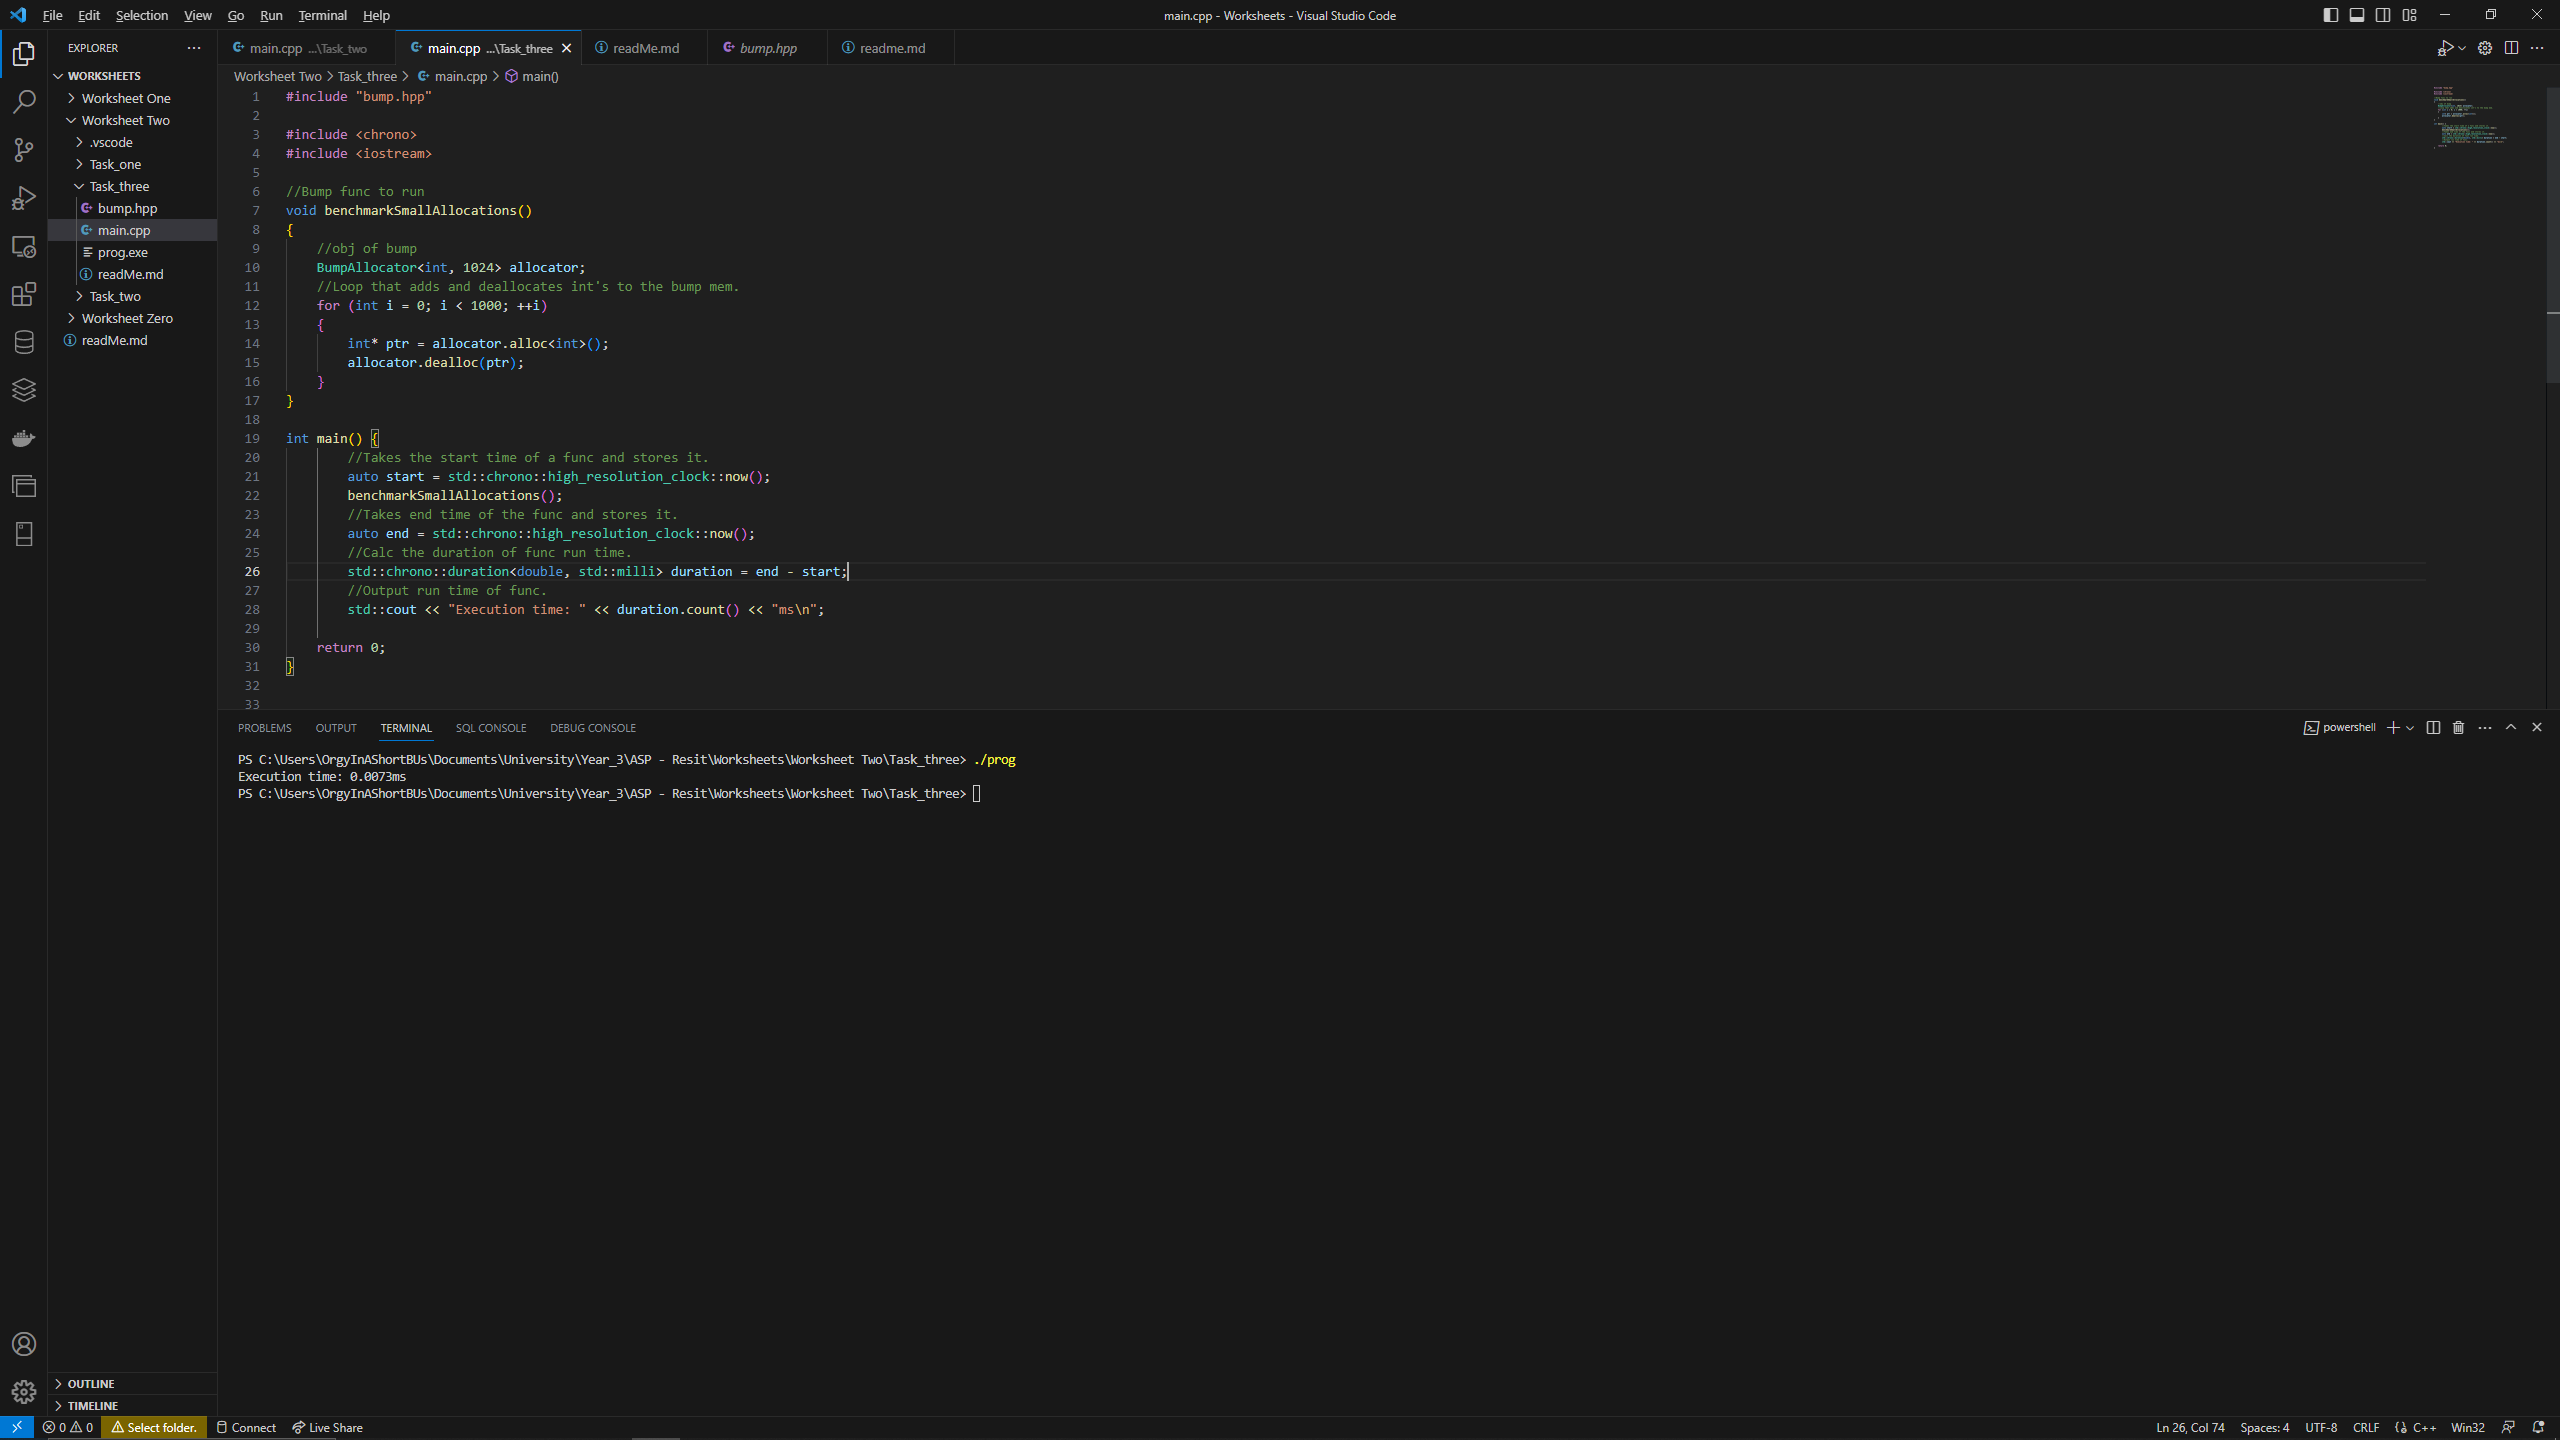 File Edit Selection View Go Run Terminal Help
main.cpp - Worksheets - Visual Studio Code
EXPLORER
WORKSHEETS
Worksheet One
Worksheet Two
.vscode
Task_one
Task_three
bump.hpp
main.cpp
prog.exe
readMe.md
Task_two
Worksheet Zero
readMe.md
OUTLINE
TIMELINE
main.cpp ...\Task_two
main.cpp ...\Task_three
readMe.md
bump.hpp
readme.md
Worksheet Two > Task_three > main.cpp > main()
1 #include "bump.hpp"
2
3 #include <chrono>
4 #include <iostream>
5
6 //Bump func to run
7 void benchmarkSmallAllocations()
8 {
9 //obj of bump
10 BumpAllocator<int, 1024> allocator;
11 //Loop that adds and deallocates int's to the bump mem.
12 for (int i = 0; i < 1000; ++i)
13 {
14 int* ptr = allocator.alloc<int>();
15 allocator.dealloc(ptr);
16 }
17 }
18
19 int main() {
20 //Takes the start time of a func and stores it.
21 auto start = std::chrono::high_resolution_clock::now();
22 benchmarkSmallAllocations();
23 //Takes end time of the func and stores it.
24 auto end = std::chrono::high_resolution_clock::now();
25 //Calc the duration of func run time.
26 std::chrono::duration<double, std::milli> duration = end - start;
27 //Output run time of func.
28 std::cout << "Execution time: " << duration.count() << "ms\n";
29
30 return 0;
31 }
32
33
PROBLEMS OUTPUT TERMINAL SQL CONSOLE DEBUG CONSOLE
powershell
PS C:\Users\OrgyInAShortBUs\Documents\University\Year_3\ASP - Resit\Worksheets\Worksheet Two\Task_three> ./prog
Execution time: 0.0073ms
PS C:\Users\OrgyInAShortBUs\Documents\University\Year_3\ASP - Resit\Worksheets\Worksheet Two\Task_three>
0 0 Select folder. Connect Live Share
Ln 26, Col 74 Spaces: 4 UTF-8 CRLF {} C++ Win32